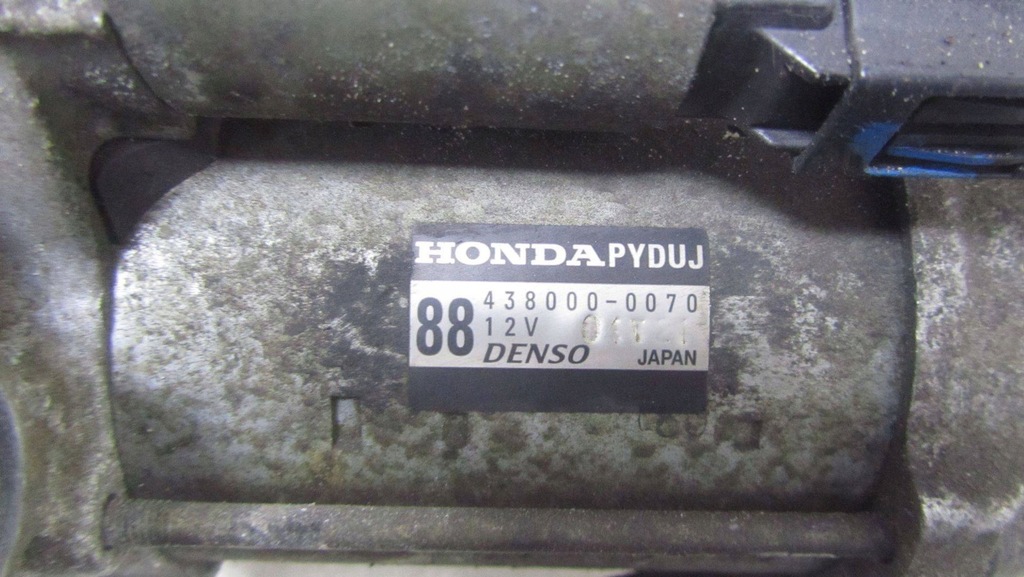 HONDA PYDUJ
88 438000-0070
12V
DENSO JAPAN